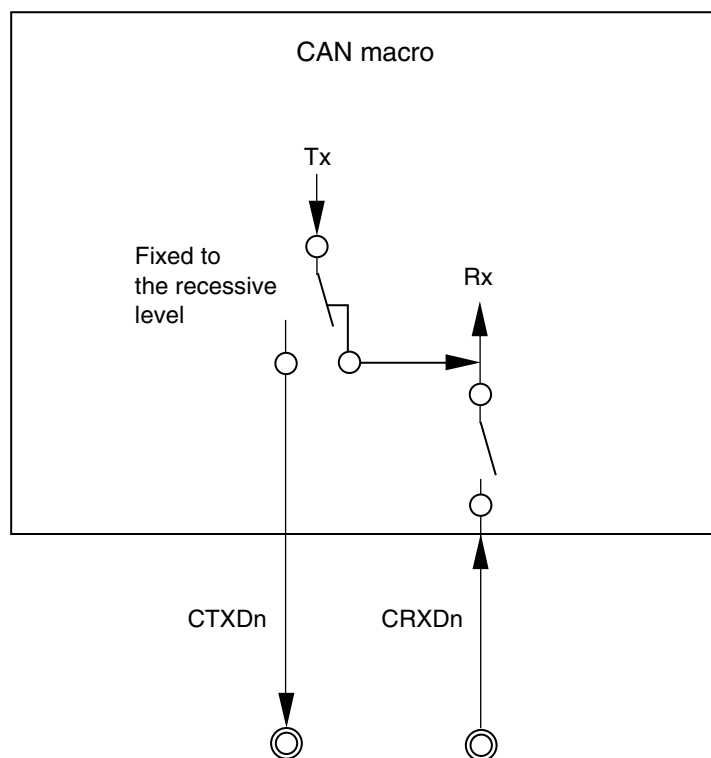 CAN macro
Tx
Fixed to
the recessive
level
Rx
CTXDn
CRXDn